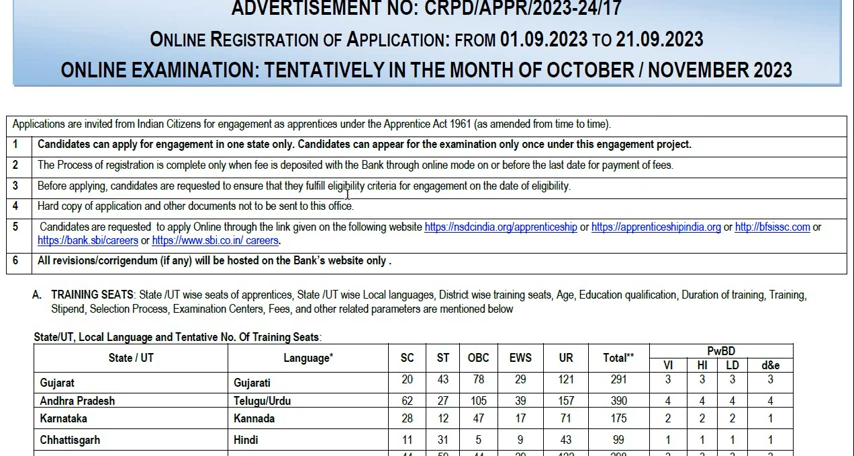 ADVERTISEMENT NO: CRPD/APPR/2023-24/17
ONLINE REGISTRATION OF APPLICATION: FROM 01.09.2023 TO 21.09.2023
ONLINE EXAMINATION: TENTATIVELY IN THE MONTH OF OCTOBER / NOVEMBER 2023
Applications are invited from Indian Citizens for engagement as apprentices under the Apprentice Act 1961 (as amended from time to time).
1 Candidates can apply for engagement in one state only. Candidates can appear for the examination only once under this engagement project.
2 The Process of registration is complete only when fee is deposited with the Bank through online mode on or before the last date for payment of fees.
3 Before applying, candidates are requested to ensure that they fulfill eligibility criteria for engagement on the date of eligibility.
4 Hard copy of application and other documents not to be sent to this office.
5 Candidates are requested to apply Online through the link given on the following website https://nsdcindia.org/apprenticeship or https://apprenticeshipindia.org or http://bfsissc.com or
https://bank.sbi/careers or https://www.sbi.co.in/ careers.
6 All revisions/corrigendum (if any) will be hosted on the Bank's website only .
A. TRAINING SEATS: State /UT wise seats of apprentices, State /UT wise Local languages, District wise training seats, Age, Education qualification, Duration of training, Training,
Stipend, Selection Process, Examination Centers, Fees, and other related parameters are mentioned below
State/UT, Local Language and Tentative No. Of Training Seats:
State / UT Language* SC ST OBC EWS UR Total** PwBD
VI HI LD d&e
Gujarat Gujarati 20 43 78 29 121 291 3 3 3 3
Andhra Pradesh Telugu/Urdu 62 27 105 39 157 390 4 4 4 4
Karnataka Kannada 28 12 47 17 71 175 2 2 2 1
Chhattisgarh Hindi 11 31 5 9 43 99 1 1 1 1